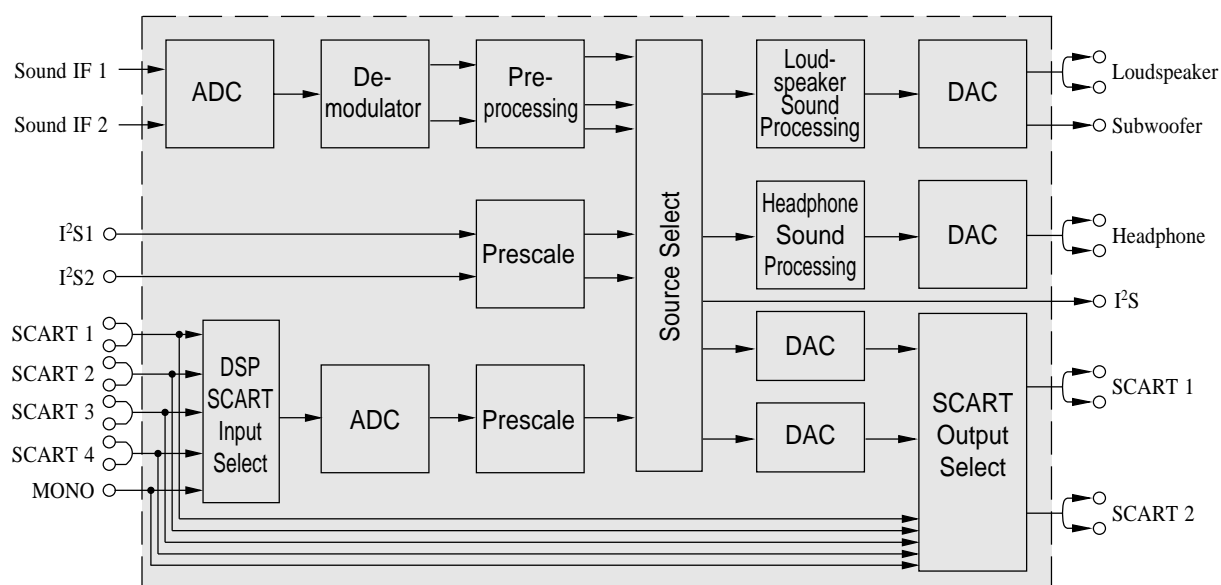 Sound IF 1
Sound IF 2
ADC
De-
modulator
Pre-
processing
Source Select
Loud-
speaker
Sound
Processing
DAC
Loudspeaker
Subwoofer
I²S1
I²S2
Prescale
Headphone
Sound
Processing
DAC
Headphone
I²S
SCART 1
SCART 2
SCART 3
SCART 4
MONO
DSP
SCART
Input
Select
ADC
Prescale
DAC
DAC
SCART
Output
Select
SCART 1
SCART 2